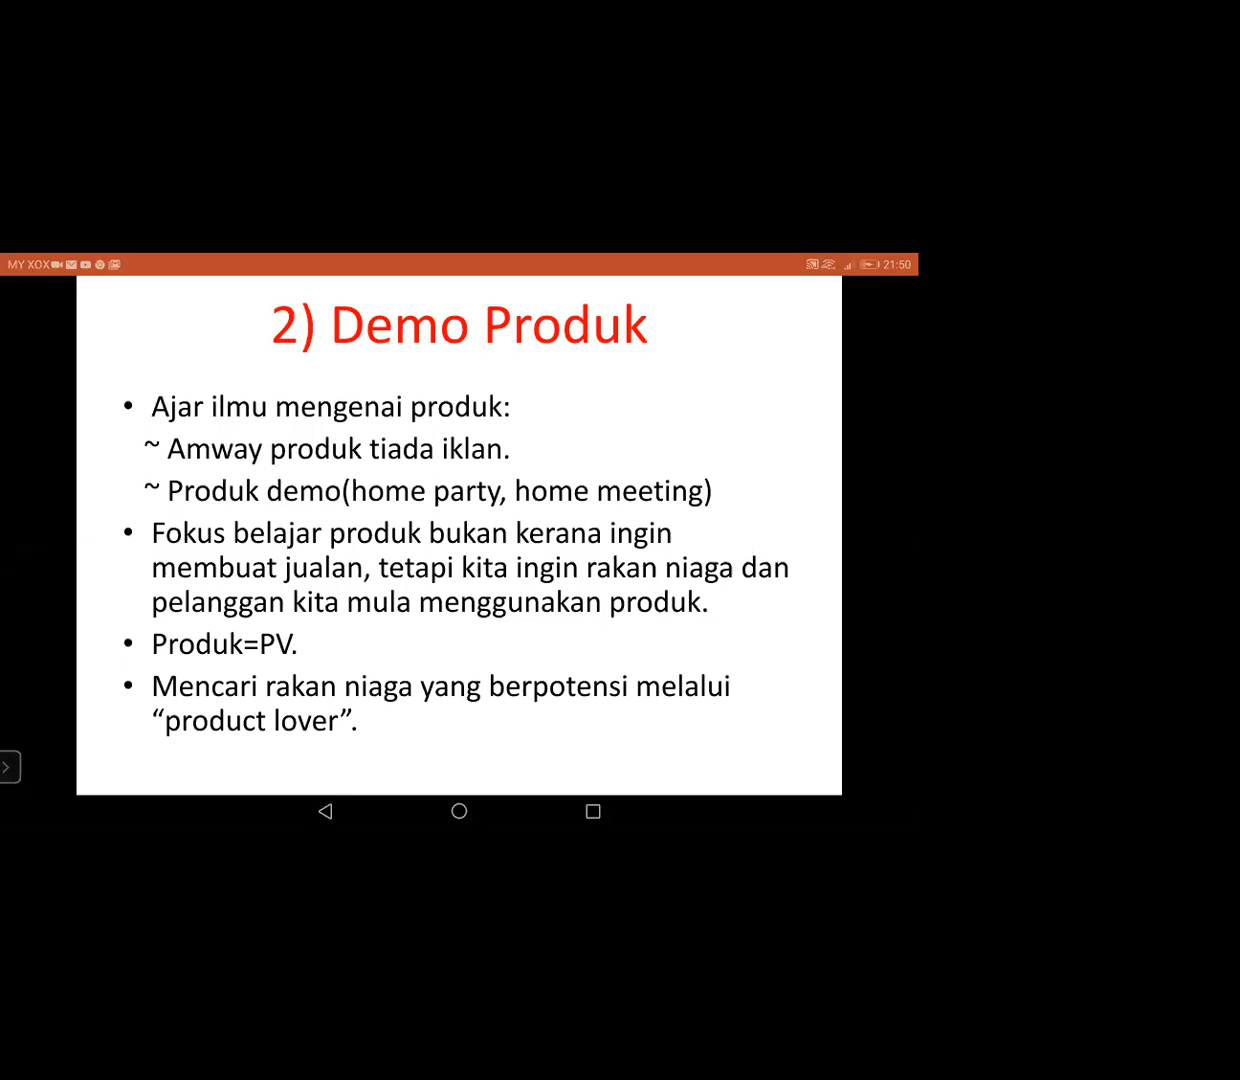 MY XOX
21:50
2) Demo Produk
• Ajar ilmu mengenai produk:
~ Amway produk tiada iklan.
~ Produk demo(home party, home meeting)
• Fokus belajar produk bukan kerana ingin
membuat jualan, tetapi kita ingin rakan niaga dan
pelanggan kita mula menggunakan produk.
• Produk=PV.
• Mencari rakan niaga yang berpotensi melalui
“product lover”.